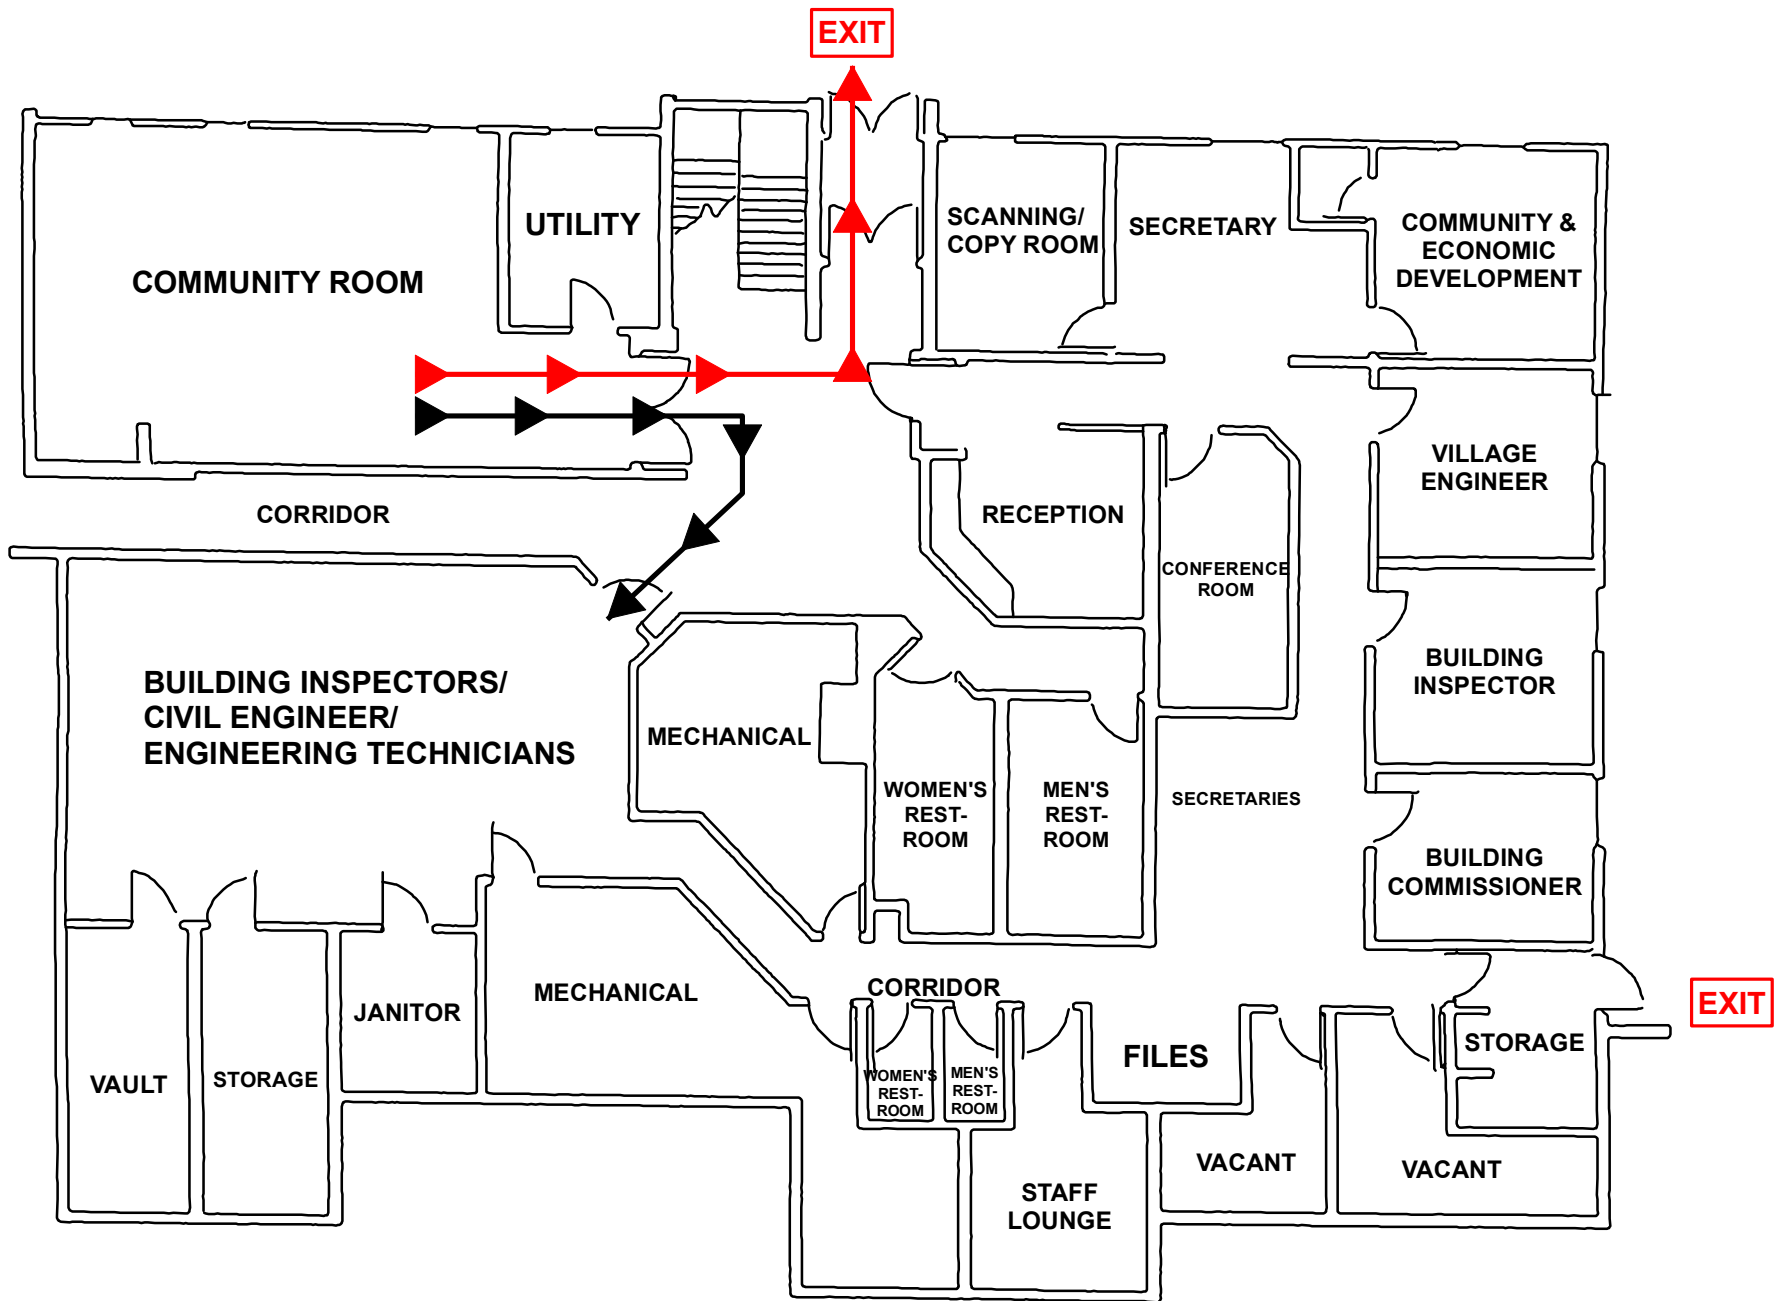 EXIT
UTILITY
SCANNING/
COPY ROOM
SECRETARY
COMMUNITY &
ECONOMIC
DEVELOPMENT
COMMUNITY ROOM
VILLAGE
ENGINEER
CORRIDOR
RECEPTION
CONFERENCE
ROOM
BUILDING INSPECTORS/
CIVIL ENGINEER/
ENGINEERING TECHNICIANS
BUILDING
INSPECTOR
MECHANICAL
WOMEN'S
REST-
ROOM
MEN'S
REST-
ROOM
SECRETARIES
BUILDING
COMMISSIONER
CORRIDOR
MECHANICAL
JANITOR
EXIT
VAULT
STORAGE
WOMEN'S
REST-
ROOM
MEN'S
REST-
ROOM
FILES
STORAGE
VACANT
VACANT
STAFF
LOUNGE